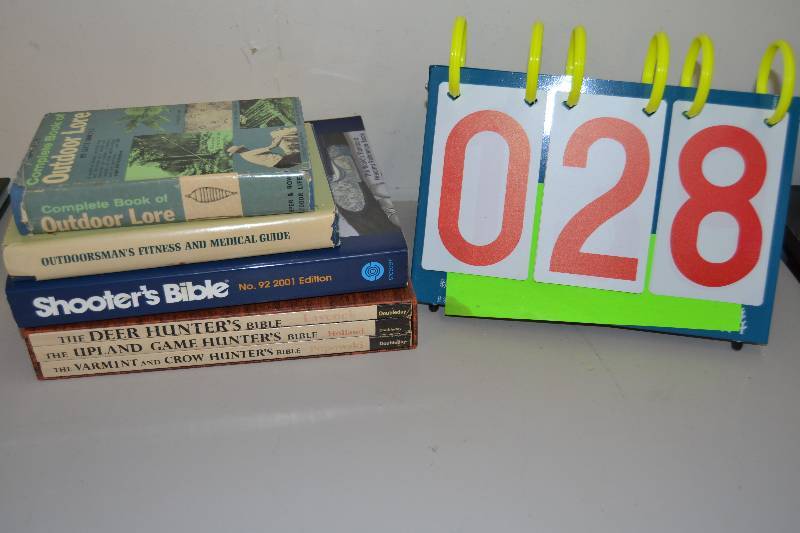 Complete Book of
Outdoor Lore
Complete Book of
Outdoor Lore
OUTDOORSMAN'S FITNESS AND MEDICAL GUIDE
Shooter's Bible
No. 92 2001 Edition
THE DEER HUNTER'S BIBLE
Doubleday
THE UPLAND GAME HUNTER'S BIBLE Holland
Doubleday
THE VARMINT AND CROW HUNTER'S BIBLE
Doubleday
028